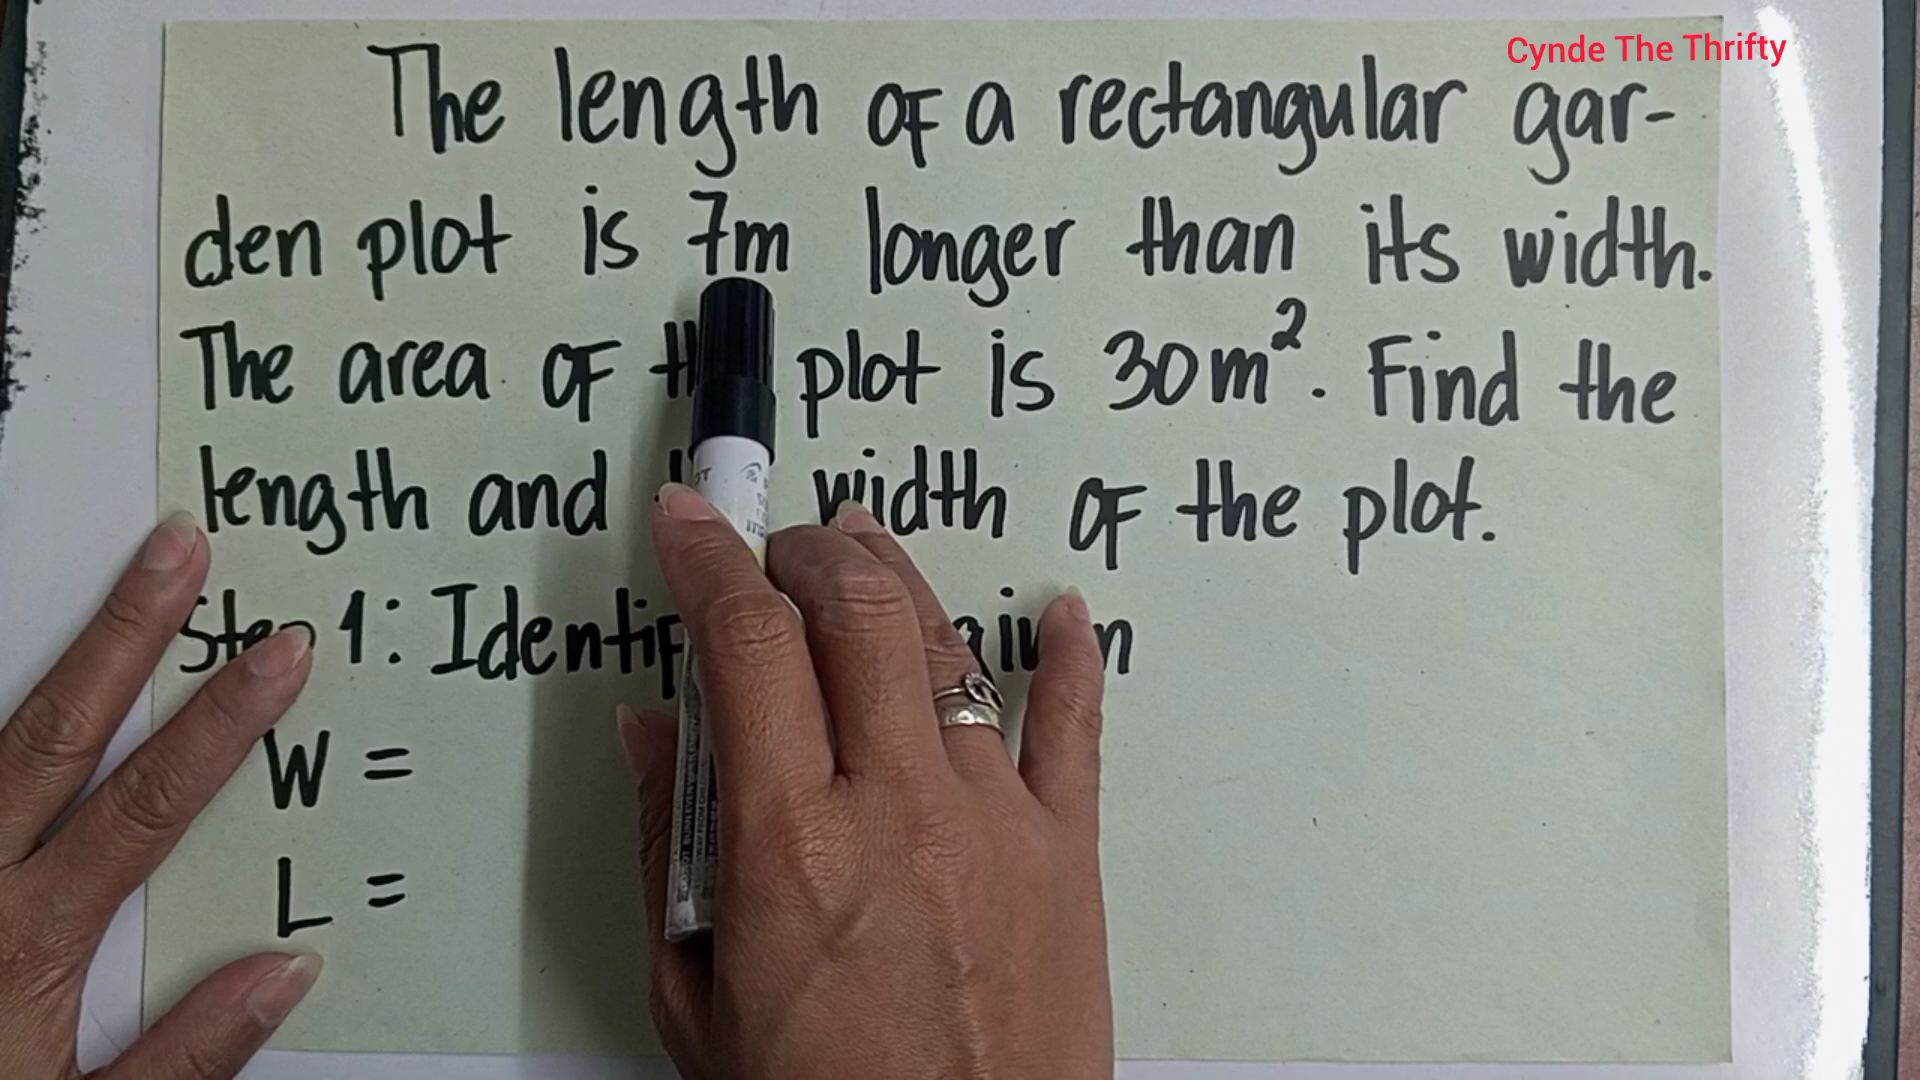 Cynde The Thrifty
The length of a rectangular gar-
den plot is 7m longer than its width.
The area of plot is 30m². Find the
length and width of the plot.
Step 1: given
W =
L =